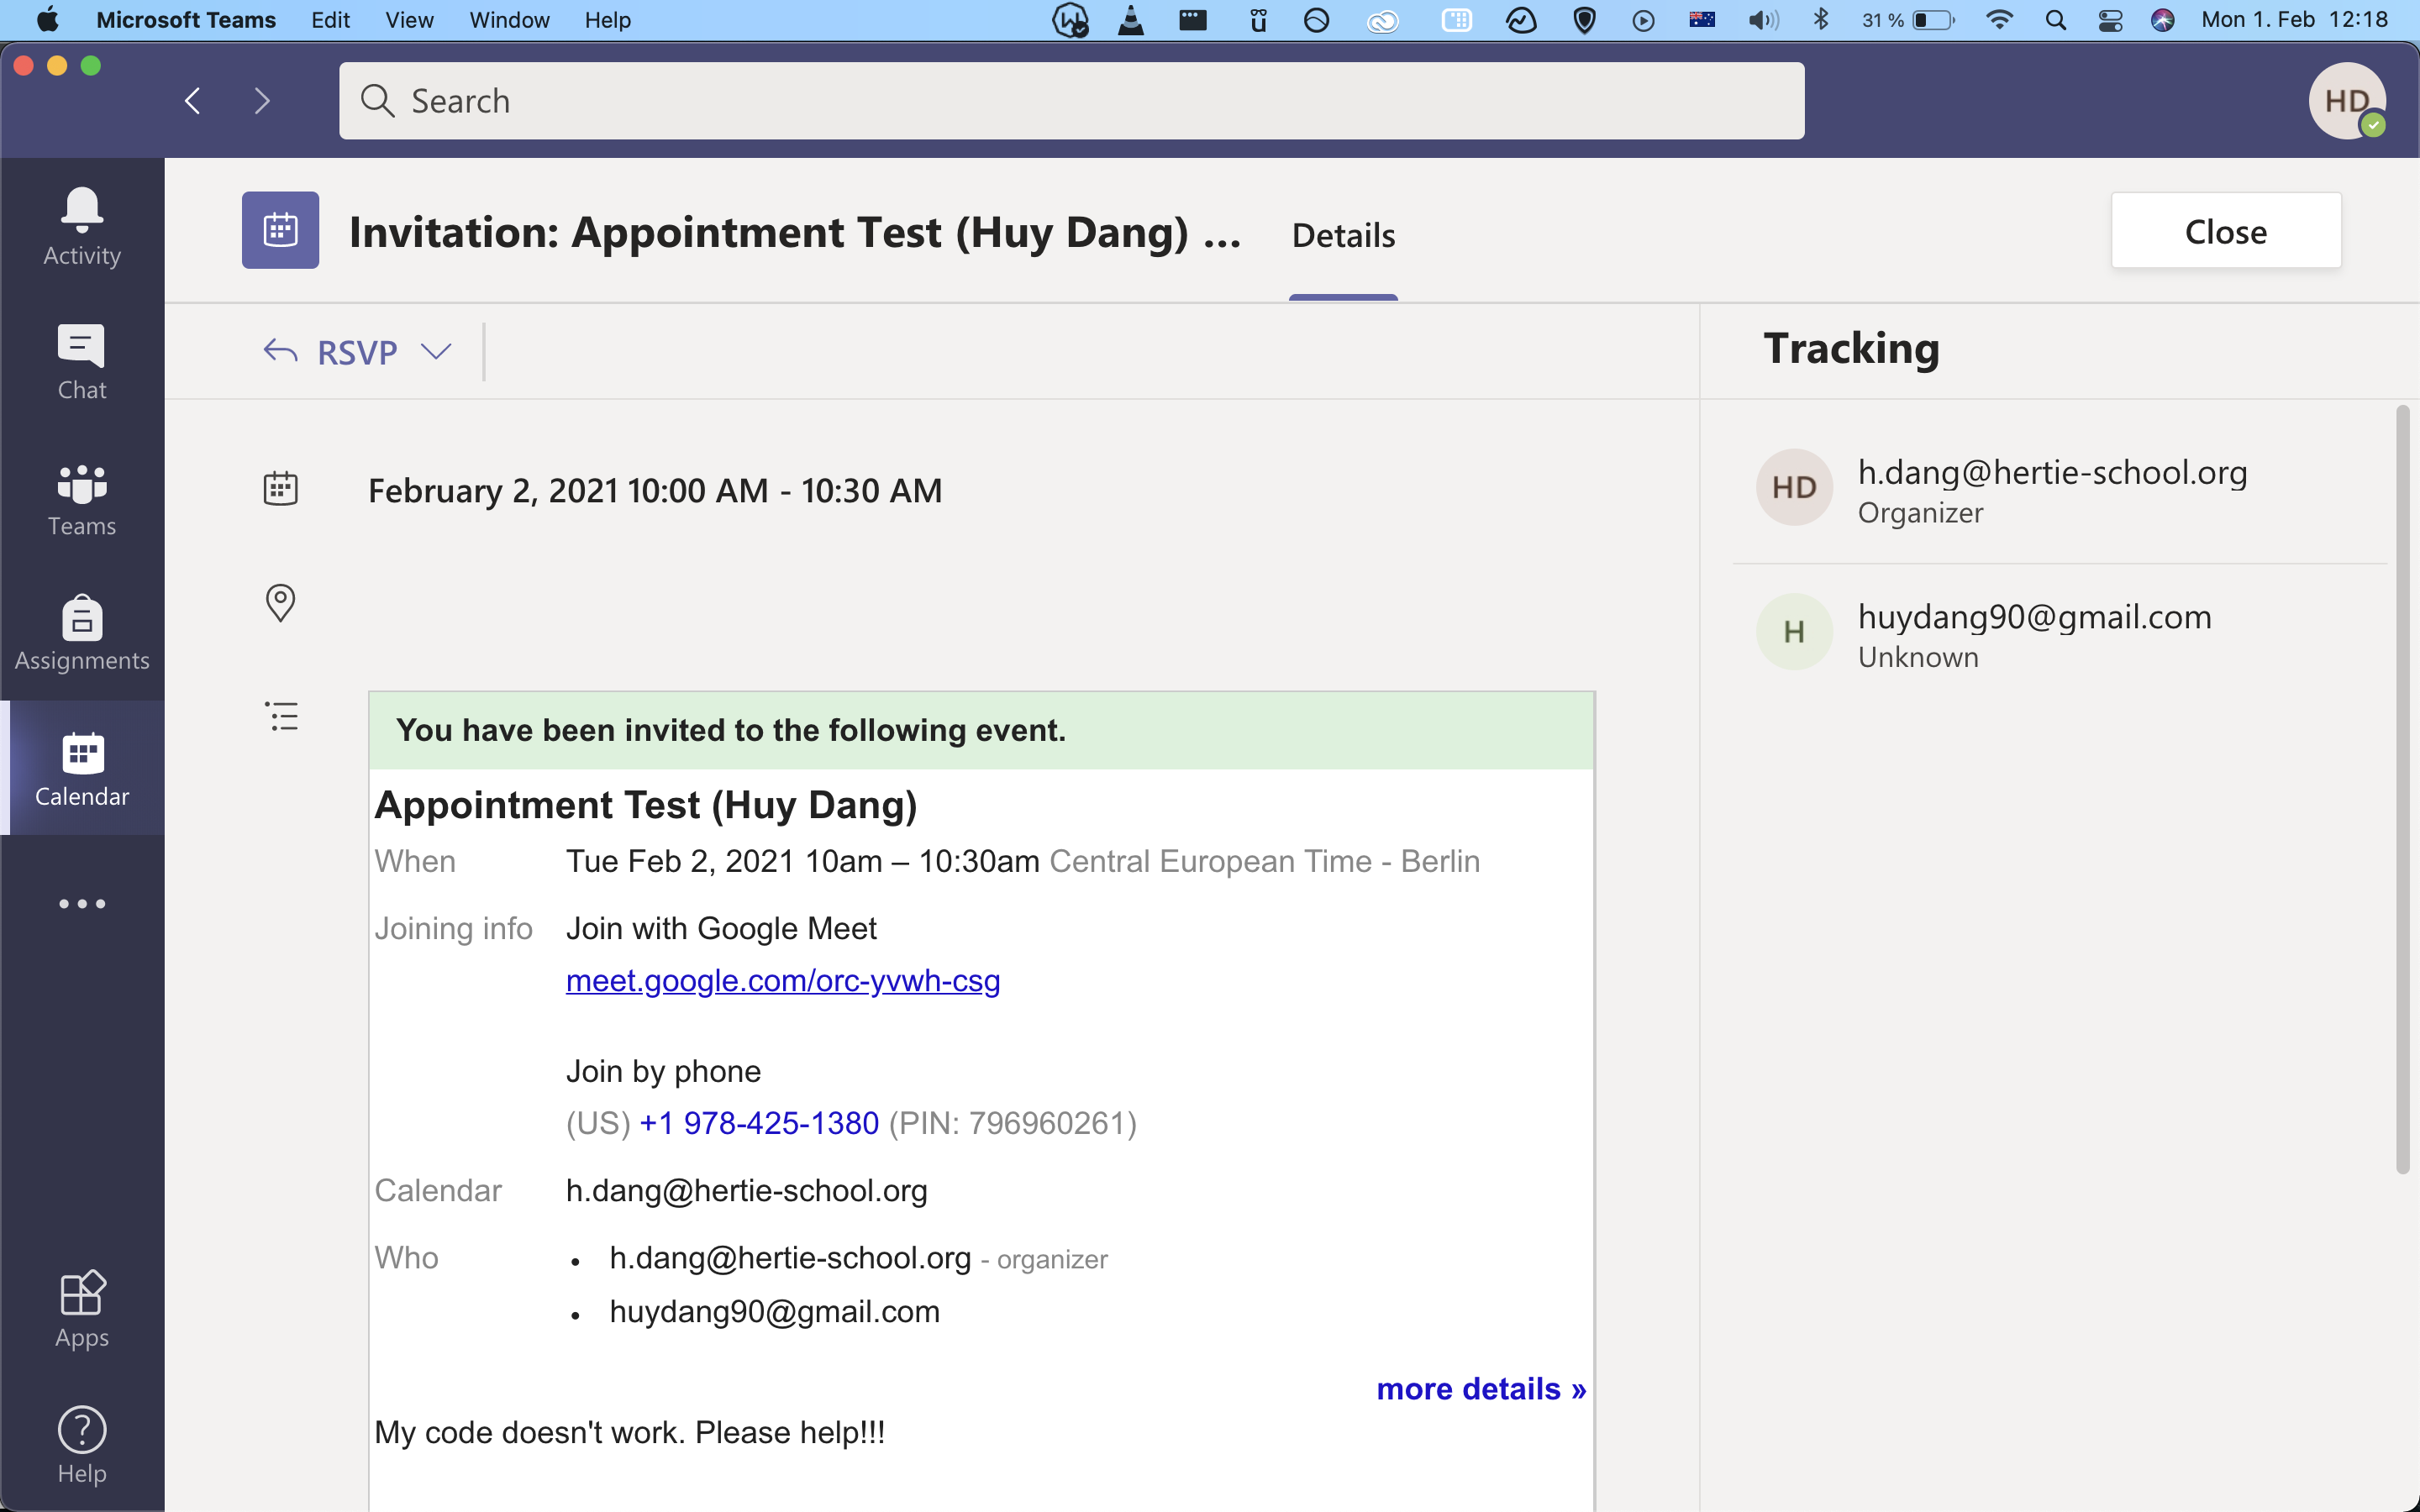 Microsoft Teams Edit View Window Help 31 % Mon 1. Feb 12:18
Search
HD
Activity
Chat
Teams
Assignments
Calendar
Apps
Help
Invitation: Appointment Test (Huy Dang) ... Details Close
RSVP
February 2, 2021 10:00 AM - 10:30 AM
You have been invited to the following event.
Appointment Test (Huy Dang)
When Tue Feb 2, 2021 10am – 10:30am Central European Time - Berlin
Joining info Join with Google Meet
meet.google.com/orc-yvwh-csg
Join by phone
(US) +1 978-425-1380 (PIN: 796960261)
Calendar h.dang@hertie-school.org
Who • h.dang@hertie-school.org - organizer
• huydang90@gmail.com
more details »
My code doesn't work. Please help!!!
Tracking
HD h.dang@hertie-school.org
Organizer
H huydang90@gmail.com
Unknown